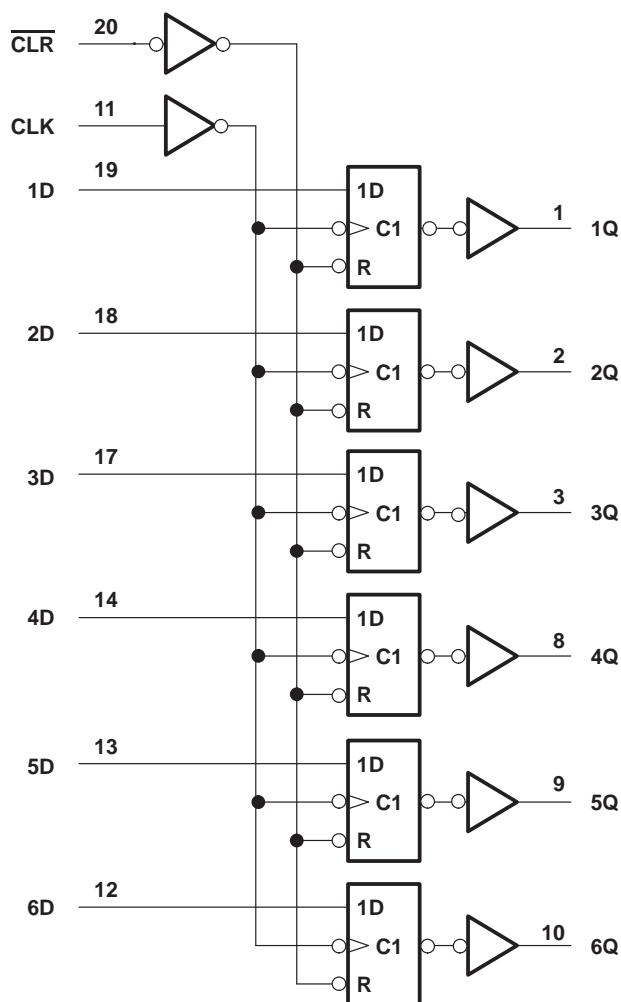 CLR 20
CLK 11
1D 19 1D
C1 1 1Q
R
2D 18 1D
C1 2 2Q
R
3D 17 1D
C1 3 3Q
R
4D 14 1D
C1 8 4Q
R
5D 13 1D
C1 9 5Q
R
6D 12 1D
C1 10 6Q
R